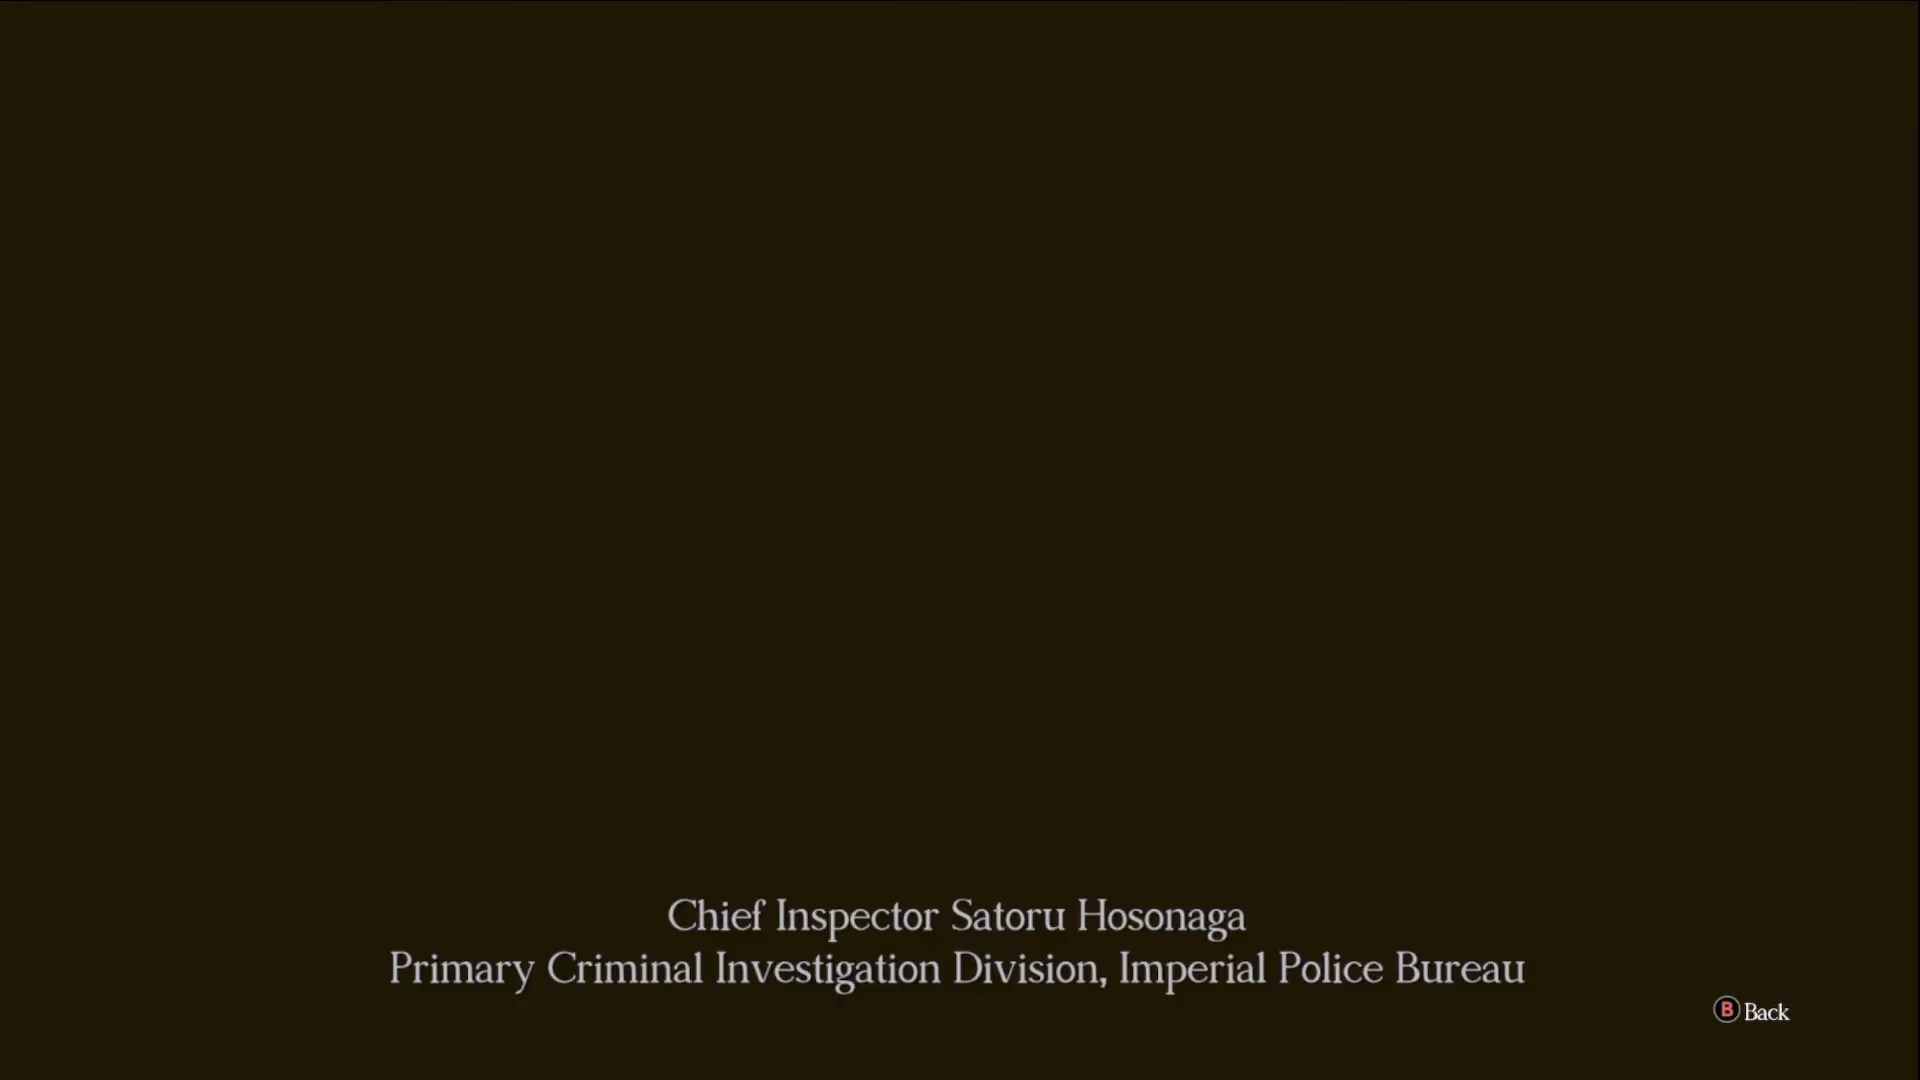 Chief Inspector Satoru Hosonaga
Primary Criminal Investigation Division, Imperial Police Bureau
B Back